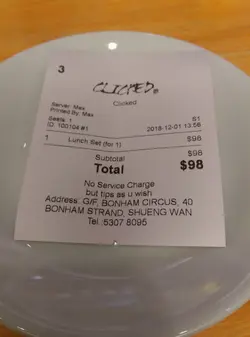 3
CLICKED.
Clicked
Server: Max
Printed By: Max
Seats: 1 S1
ID: 100104 #1 2018-12-01 13:58
1 Lunch Set (for 1) $98
Subtotal $98
Total $98
No Service Charge
but tips as u wish
Address: G/F, BONHAM CIRCUS, 40
BONHAM STRAND, SHUENG WAN
Tel :5307 8095